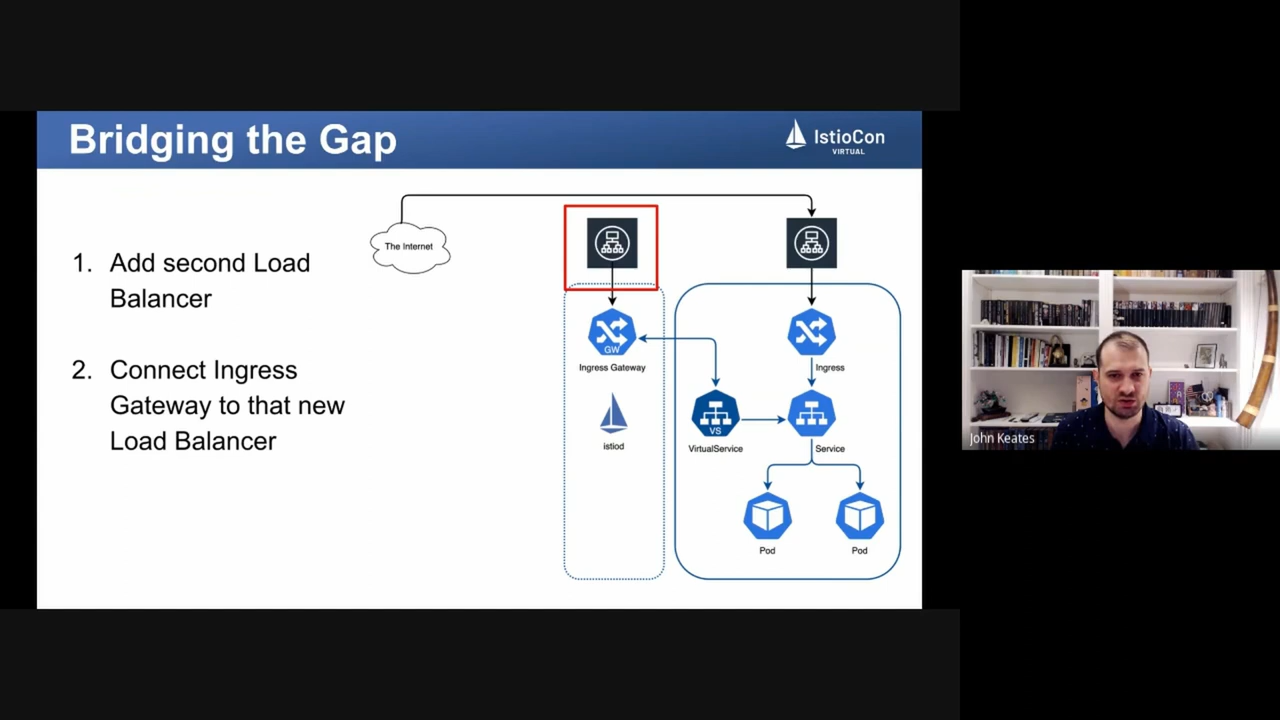 Bridging the Gap
IstioCon
VIRTUAL
1. Add second Load
Balancer
2. Connect Ingress
Gateway to that new
Load Balancer
The Internet
GW
Ingress Gateway
istiod
VS
VirtualService
Ingress
Service
Pod
Pod
John Keates